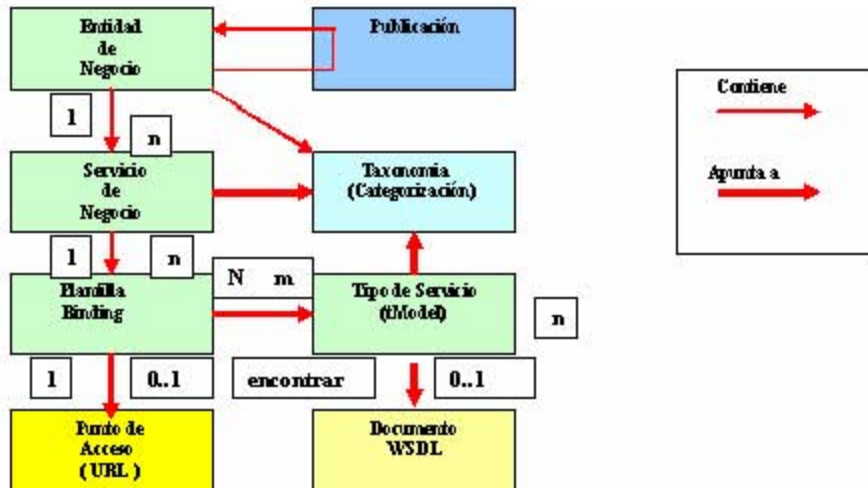 Entidad
de
Negocio
Publicación
Contiene
1
n
Servicio
de
Negocio
Taxonomia
(Categorización)
Apunta a
1
n
Plantilla
Binding
N m
Tipo de Servicio
(tModel)
n
1
0..1
encontrar
0..1
Punto de
Acceso
( URL )
Documento
WSDL